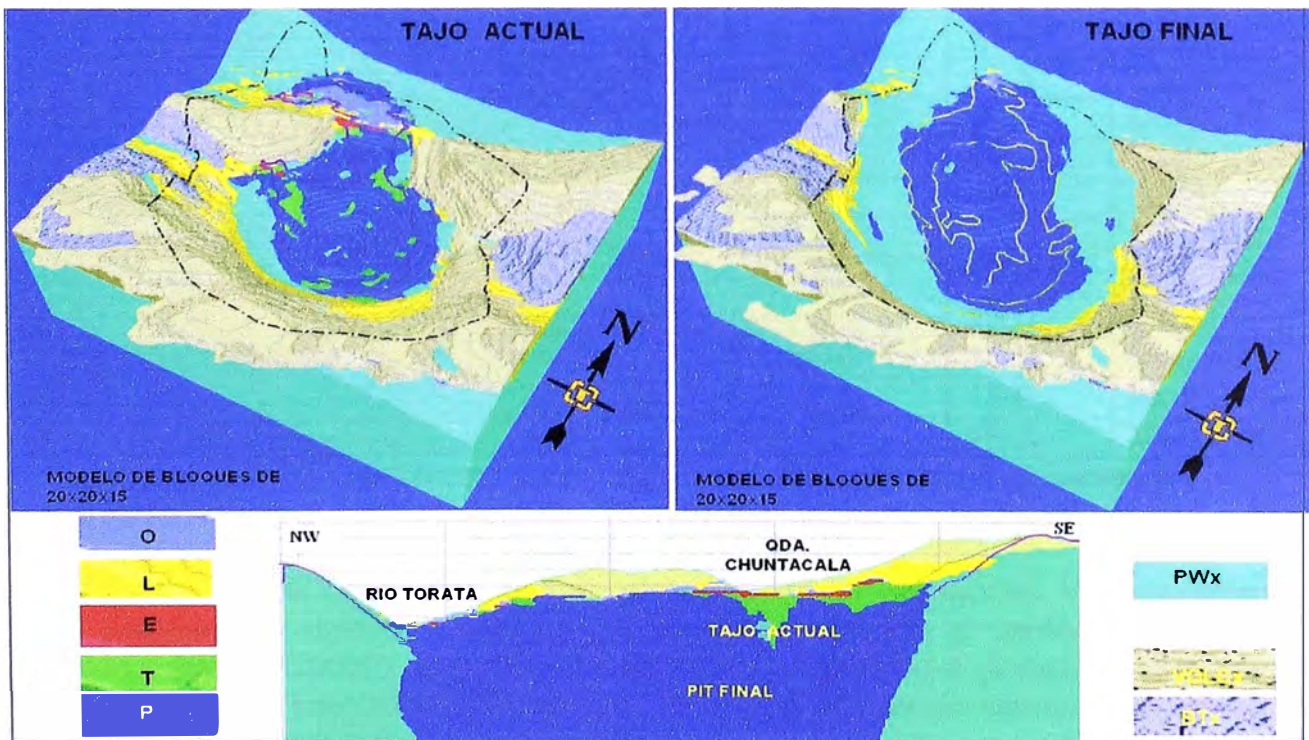 TAJO ACTUAL
N
MODELO DE BLOQUES DE
20x20x15
TAJO FINAL
N
MODELO DE BLOQUES DE
20x20x15
O
L
E
T
P
NW
SE
RIO TORATA
QDA.
CHUNTACALA
TAJO ACTUAL
PIT FINAL
PWx
BTx